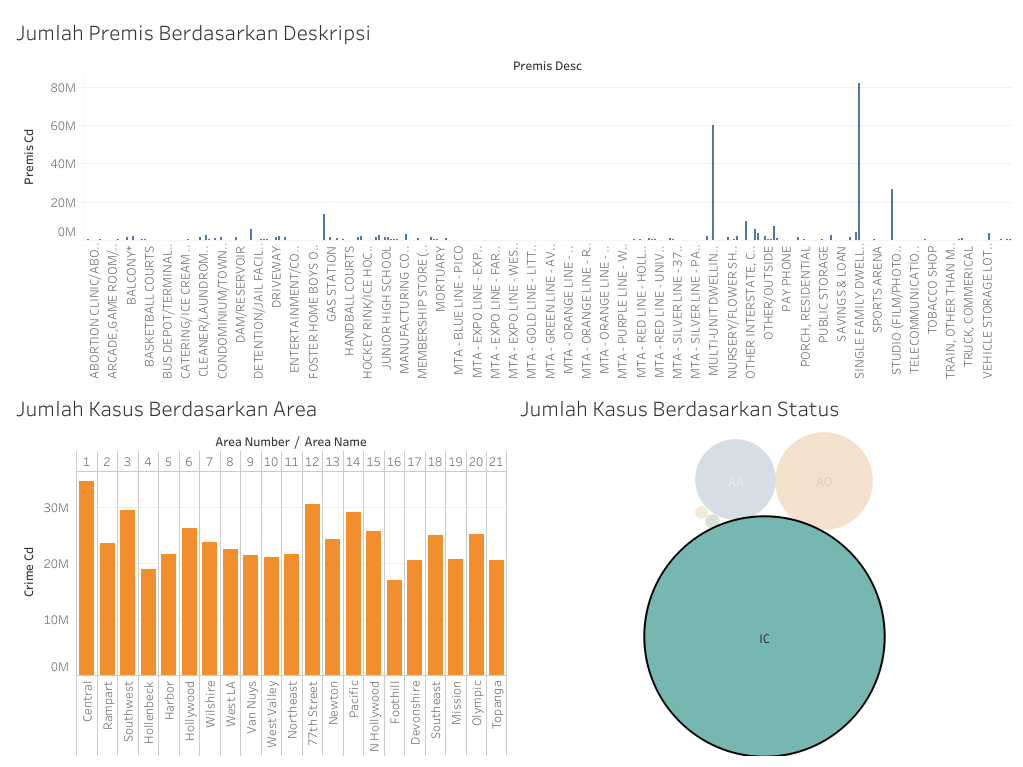 Jumlah Premis Berdasarkan Deskripsi
Premis Desc
Premis Cd
80M
60M
40M
20M
0M
ABORTION CLINIC/ABO..
ARCADE,GAME ROOM/..
BALCONY*
BASKETBALL COURTS
BUS DEPOT/TERMINAL..
CATERING/ICE CREAM..
CLEANER/LAUNDROM..
CONDOMINIUM/TOWN..
DAM/RESERVOIR
DETENTION/JAIL FACIL..
DRIVEWAY
ENTERTAINMENT/CO..
FOSTER HOME BOYS O..
GAS STATION
HANDBALL COURTS
HOCKEY RINK/ICE HOC..
JUNIOR HIGH SCHOOL
MANUFACTURING CO..
MEMBERSHIP STORE (..
MORTUARY
MTA - BLUE LINE - PICO
MTA - EXPO LINE - EXP..
MTA - EXPO LINE - FAR..
MTA - EXPO LINE - WES..
MTA - GOLD LINE - LITT..
MTA - GREEN LINE - AV..
MTA - ORANGE LINE - ..
MTA - ORANGE LINE - R..
MTA - ORANGE LINE - ..
MTA - PURPLE LINE - W..
MTA - RED LINE - HOLL..
MTA - RED LINE - UNIV..
MTA - SILVER LINE - 37..
MTA - SILVER LINE - PA..
MULTI-UNIT DWELLIN..
NURSERY/FLOWER SH..
OTHER INTERSTATE, C..
OTHER/OUTSIDE
PAY PHONE
PORCH, RESIDENTIAL
PUBLIC STORAGE
SAVINGS & LOAN
SINGLE FAMILY DWELL..
SPORTS ARENA
STUDIO (FILM/PHOTO..
TELECOMMUNICATIO..
TOBACCO SHOP
TRAIN, OTHER THAN M..
TRUCK, COMMERICAL
VEHICLE STORAGE LOT..
Jumlah Kasus Berdasarkan Area
Area Number / Area Name
1 2 3 4 5 6 7 8 9 10 11 12 13 14 15 16 17 18 19 20 21
Crime Cd
30M
20M
10M
0M
Central
Rampart
Southwest
Hollenbeck
Harbor
Hollywood
Wilshire
West LA
Van Nuys
West Valley
Northeast
77th Street
Newton
Pacific
N Hollywood
Foothill
Devonshire
Southeast
Mission
Olympic
Topanga
Jumlah Kasus Berdasarkan Status
AA
AO
IC